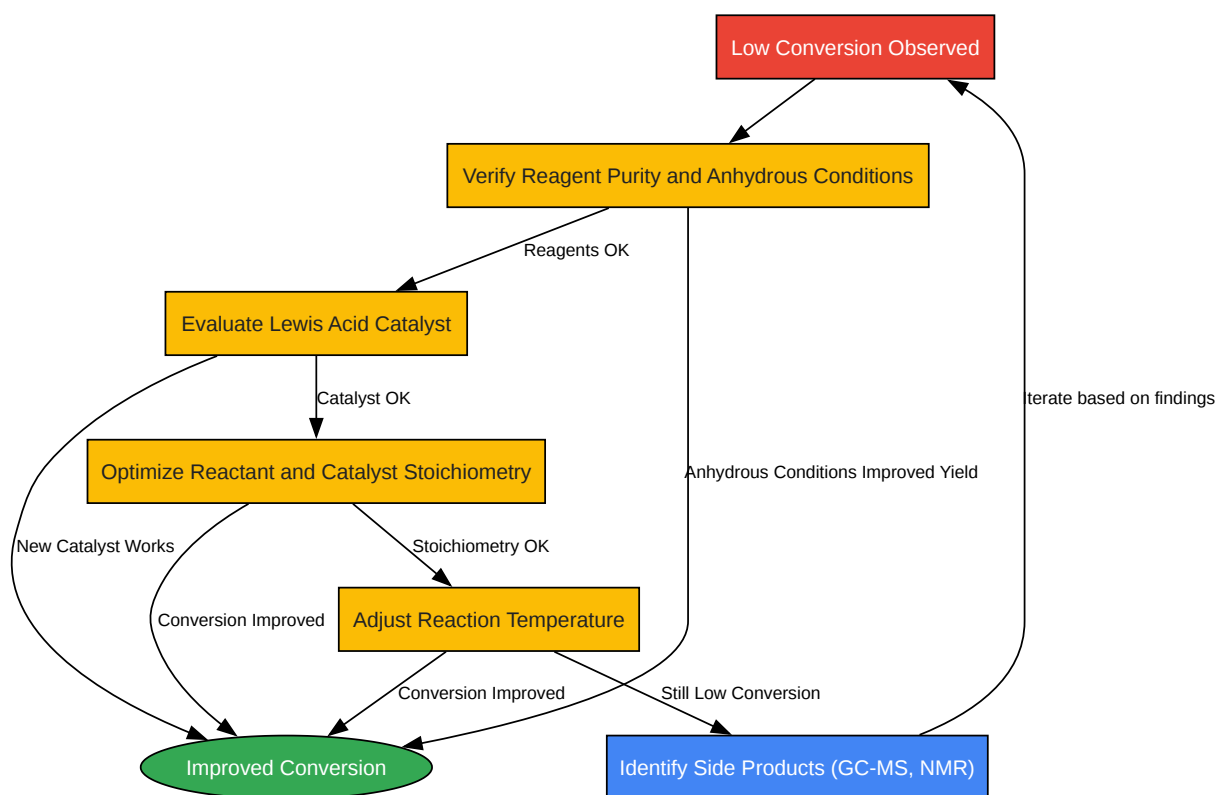 Low Conversion Observed
Verify Reagent Purity and Anhydrous Conditions
Reagents OK
Evaluate Lewis Acid Catalyst
Catalyst OK
Iterate based on findings
Optimize Reactant and Catalyst Stoichiometry
Anhydrous Conditions Improved Yield
New Catalyst Works
Stoichiometry OK
Conversion Improved
Adjust Reaction Temperature
Conversion Improved
Still Low Conversion
Improved Conversion
Identify Side Products (GC-MS, NMR)